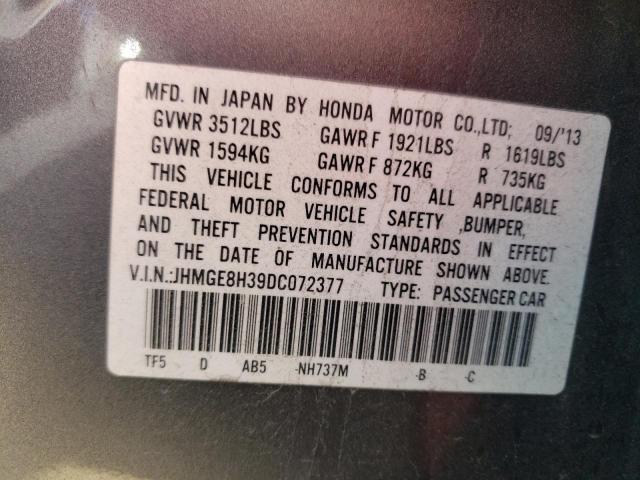 MFD. IN JAPAN BY HONDA MOTOR CO.,LTD; 09/'13
GVWR 3512LBS GAWR F 1921LBS R 1619LBS
GVWR 1594KG GAWR F 872KG R 735KG
THIS VEHICLE CONFORMS TO ALL APPLICABLE
FEDERAL MOTOR VEHICLE SAFETY ,BUMPER,
AND THEFT PREVENTION STANDARDS IN EFFECT
ON THE DATE OF MANUFACTURE SHOWN ABOVE.
V.I.N.:JHMGE8H39DC072377 TYPE: PASSENGER CAR
TF5 D AB5 -NH737M -B -C